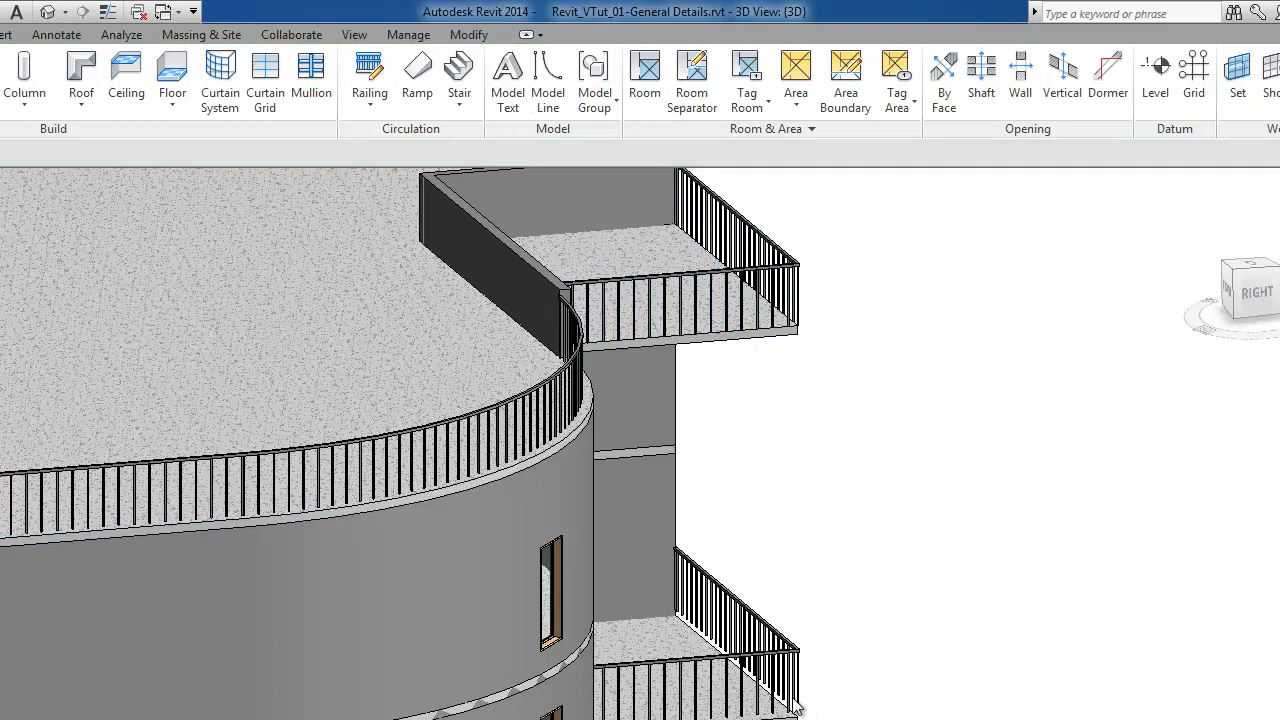 A
Autodesk Revit 2014 - Revit_VTut_01-General Details.rvt - 3D View: {3D}
Type a keyword or phrase
Annotate Analyze Massing & Site Collaborate View Manage Modify
Column Roof Ceiling Floor Curtain System Curtain Grid Mullion Railing Ramp Stair Model Text Model Line Model Group Room Room Separator Tag Room Area Area Boundary Tag Area By Face Shaft Wall Vertical Dormer Level Grid Set
Build Circulation Model Room & Area Opening Datum
RIGHT